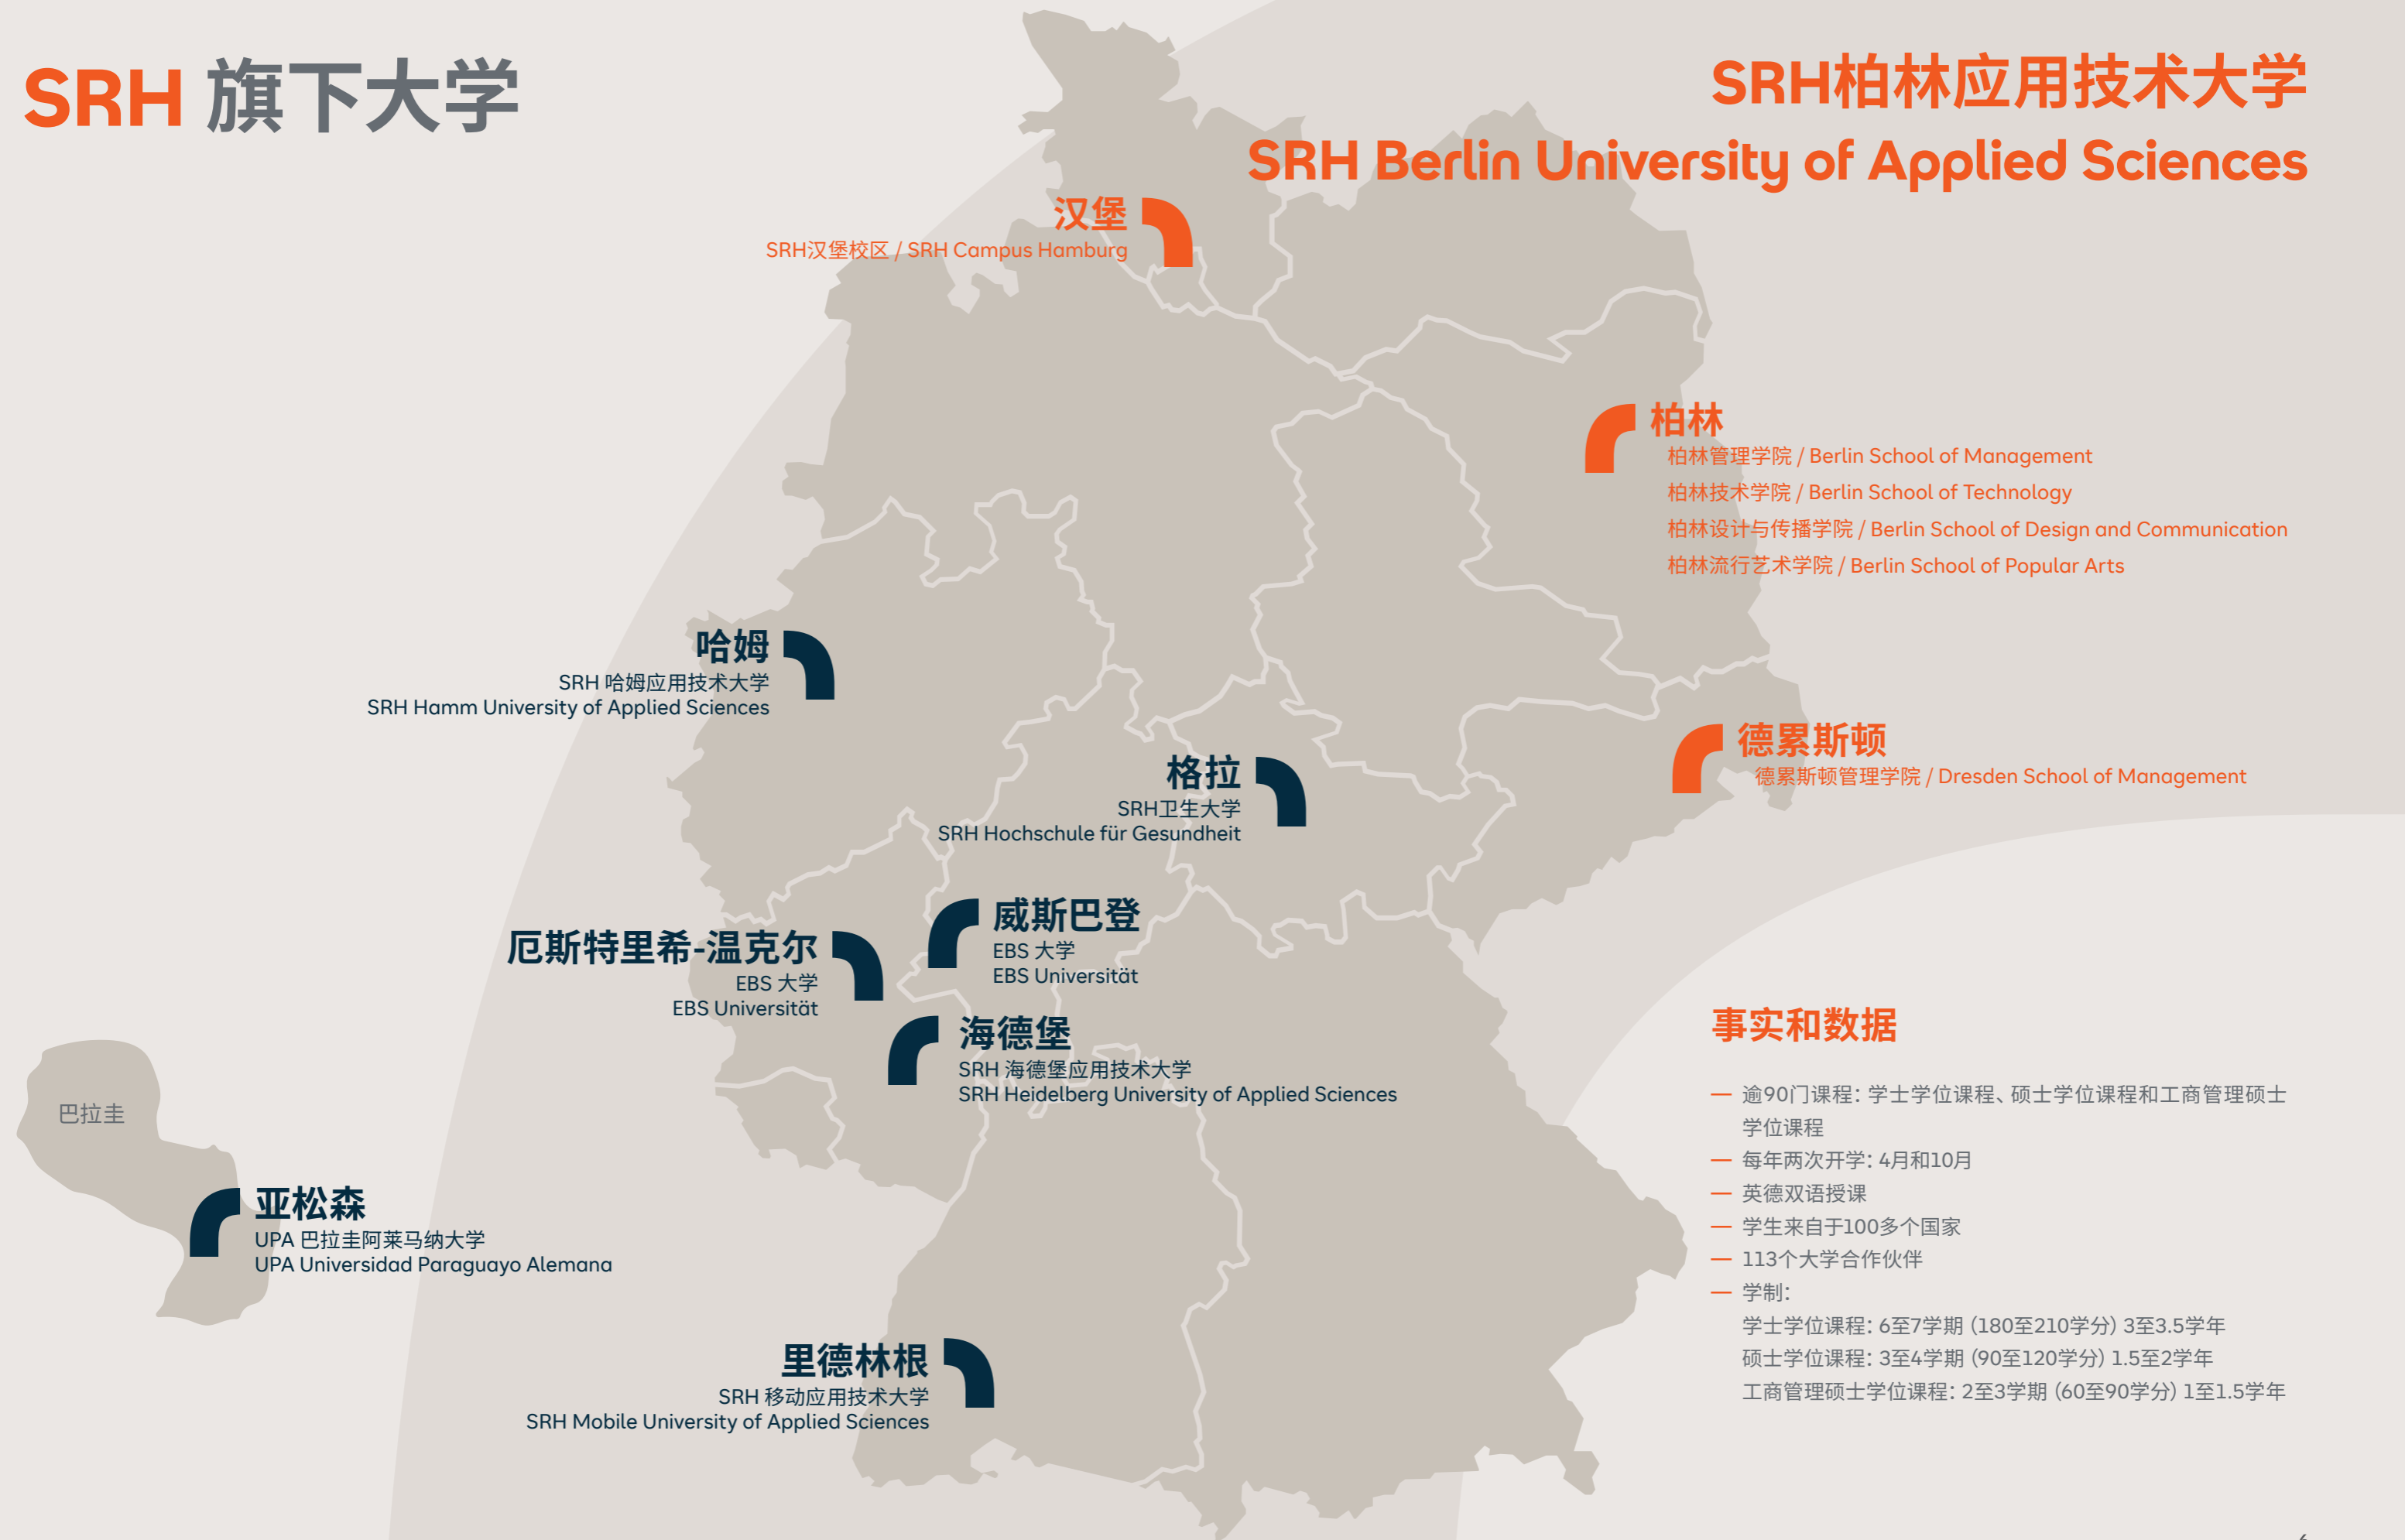 SRH 旗下大学
SRH柏林应用技术大学
SRH Berlin University of Applied Sciences
汉堡
SRH汉堡校区 / SRH Campus Hamburg
柏林
柏林管理学院 / Berlin School of Management
柏林技术学院 / Berlin School of Technology
柏林设计与传播学院 / Berlin School of Design and Communication
柏林流行艺术学院 / Berlin School of Popular Arts
哈姆
SRH 哈姆应用技术大学
SRH Hamm University of Applied Sciences
德累斯顿
德累斯顿管理学院 / Dresden School of Management
格拉
SRH卫生大学
SRH Hochschule für Gesundheit
威斯巴登
EBS 大学
EBS Universität
厄斯特里希-温克尔
EBS 大学
EBS Universität
海德堡
SRH 海德堡应用技术大学
SRH Heidelberg University of Applied Sciences
巴拉圭
亚松森
UPA 巴拉圭阿莱马纳大学
UPA Universidad Paraguayo Alemana
里德林根
SRH 移动应用技术大学
SRH Mobile University of Applied Sciences
事实和数据
— 逾90门课程：学士学位课程、硕士学位课程和工商管理硕士
学位课程
— 每年两次开学：4月和10月
— 英德双语授课
— 学生来自于100多个国家
— 113个大学合作伙伴
— 学制：
学士学位课程：6至7学期（180至210学分）3至3.5学年
硕士学位课程：3至4学期（90至120学分）1.5至2学年
工商管理硕士学位课程：2至3学期（60至90学分）1至1.5学年